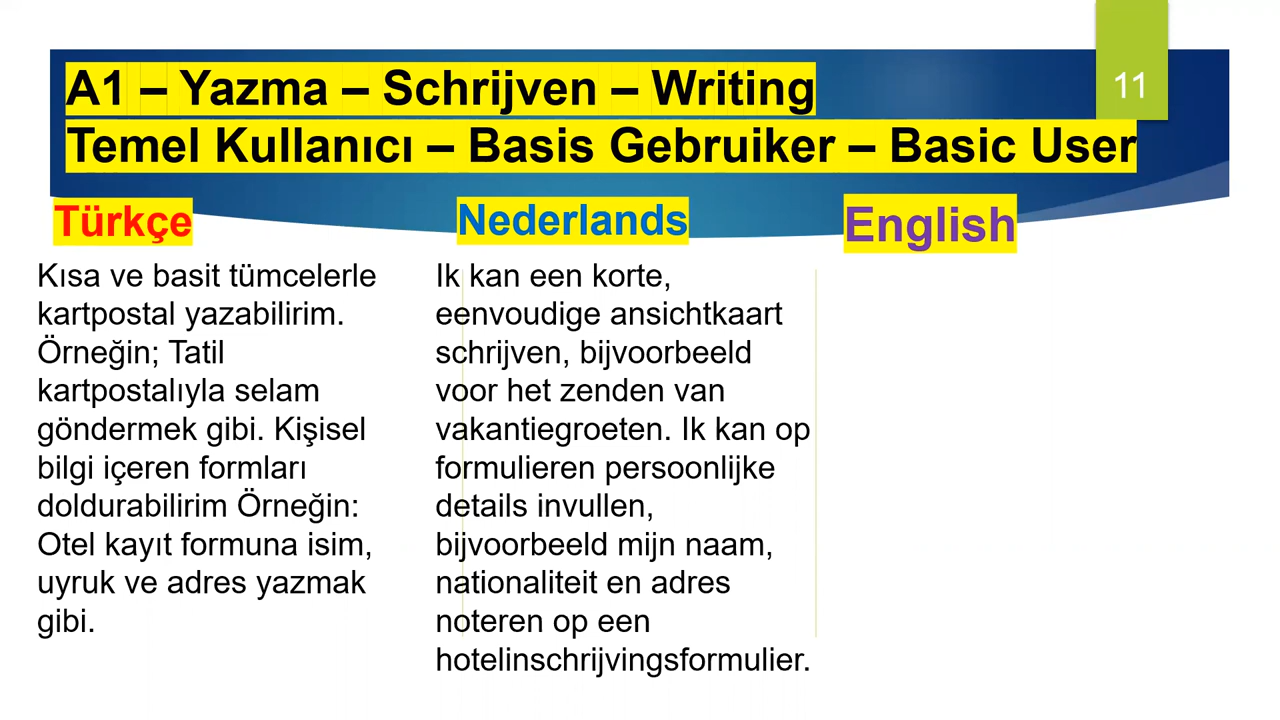 11
A1 – Yazma – Schrijven – Writing
Temel Kullanıcı – Basis Gebruiker – Basic User
Türkçe
Kısa ve basit tümcelerle
kartpostal yazabilirim.
Örneğin; Tatil
kartpostalıyla selam
göndermek gibi. Kişisel
bilgi içeren formları
doldurabilirim Örneğin:
Otel kayıt formuna isim,
uyruk ve adres yazmak
gibi.
Nederlands
Ik kan een korte,
eenvoudige ansichtkaart
schrijven, bijvoorbeeld
voor het zenden van
vakantiegroeten. Ik kan op
formulieren persoonlijke
details invullen,
bijvoorbeeld mijn naam,
nationaliteit en adres
noteren op een
hotelinschrijvingsformulier.
English